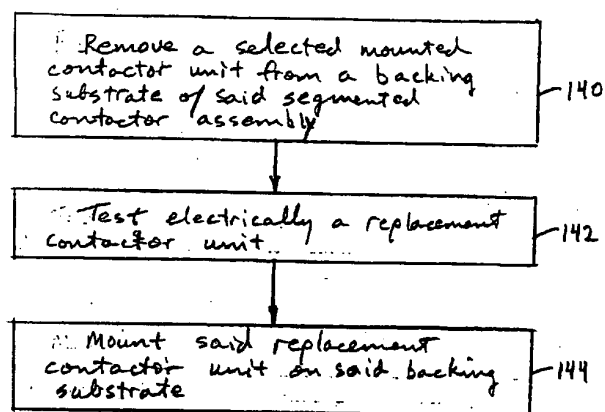 Remove a selected mounted
contactor unit from a backing
substrate of said segmented
contactor assembly
140
Test electrically a replacement
contactor unit
142
Mount said replacement
contactor unit on said backing
substrate
144